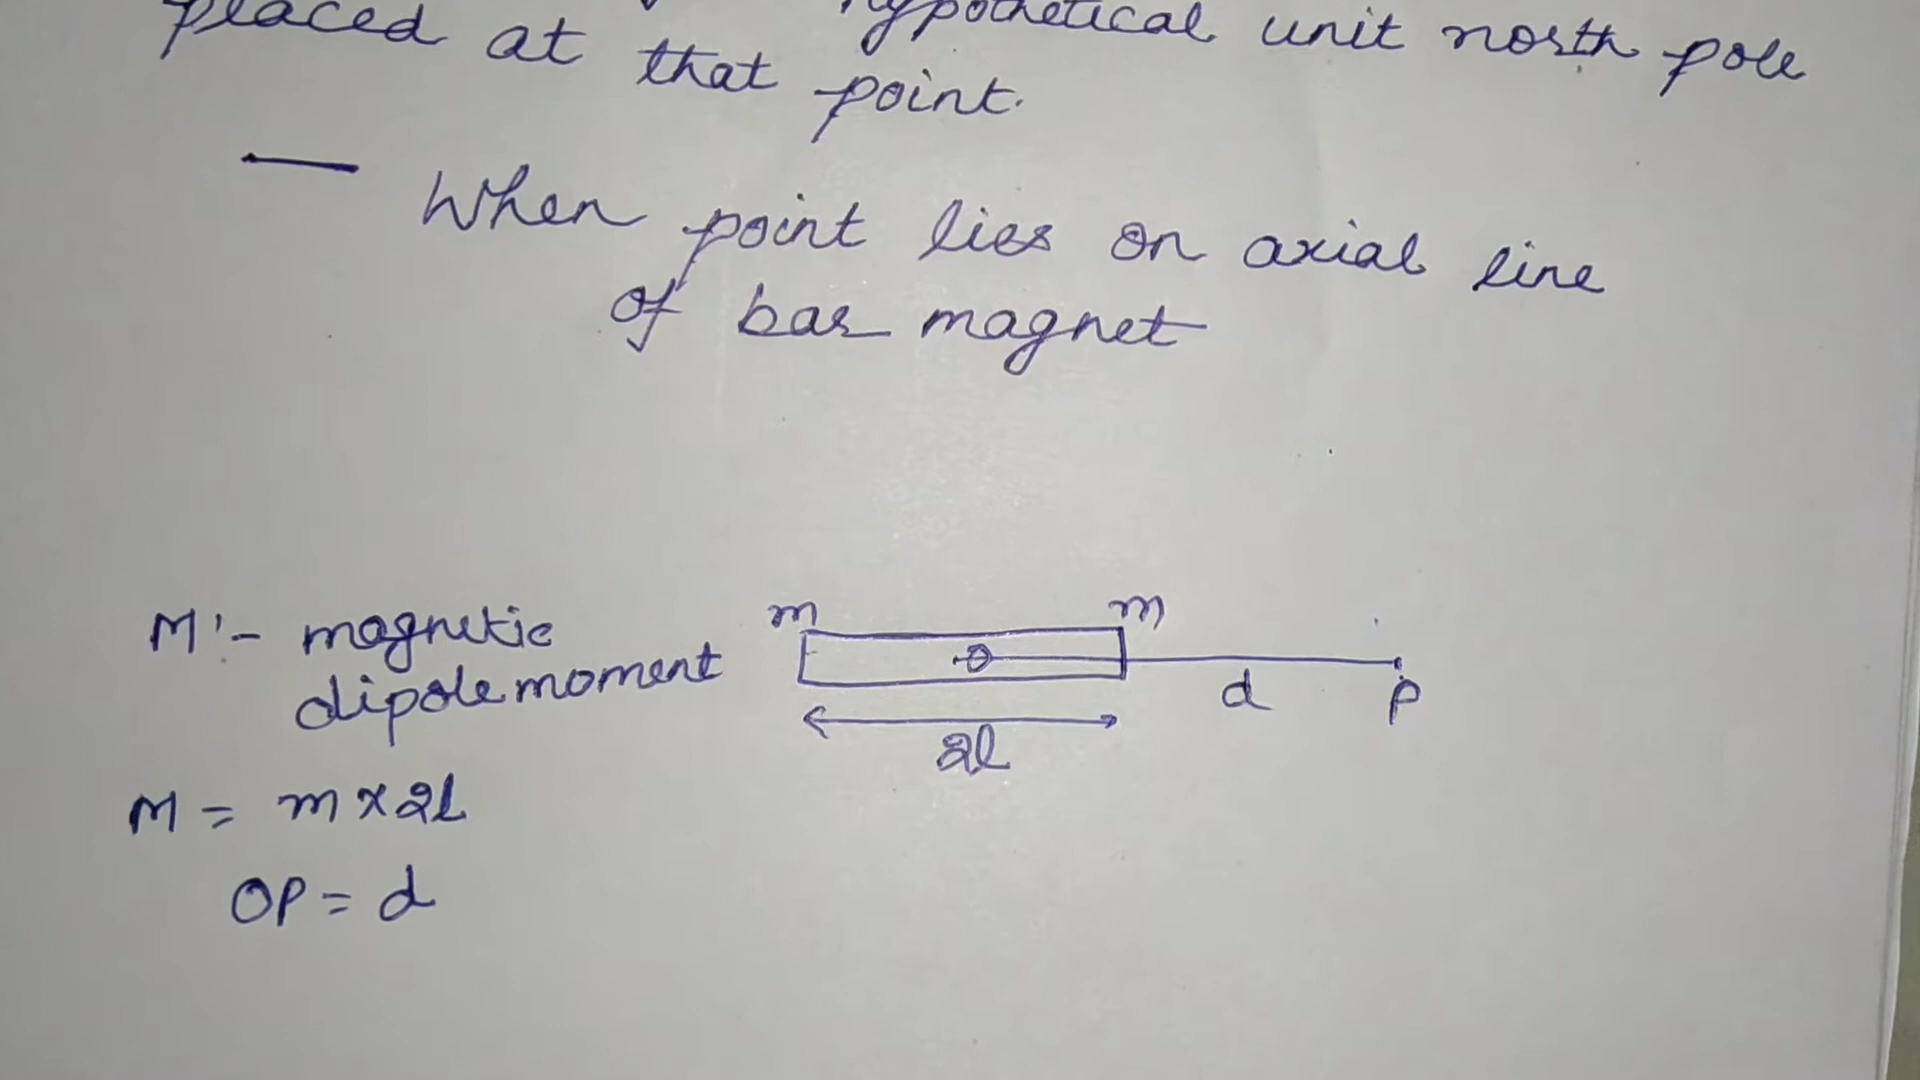 placed at that point.
hypothetical unit north pole
— When point lies on axial line
of bar magnet
M'- magnetic
dipole moment
m m
O
d P
2l
M = m × 2l
OP = d